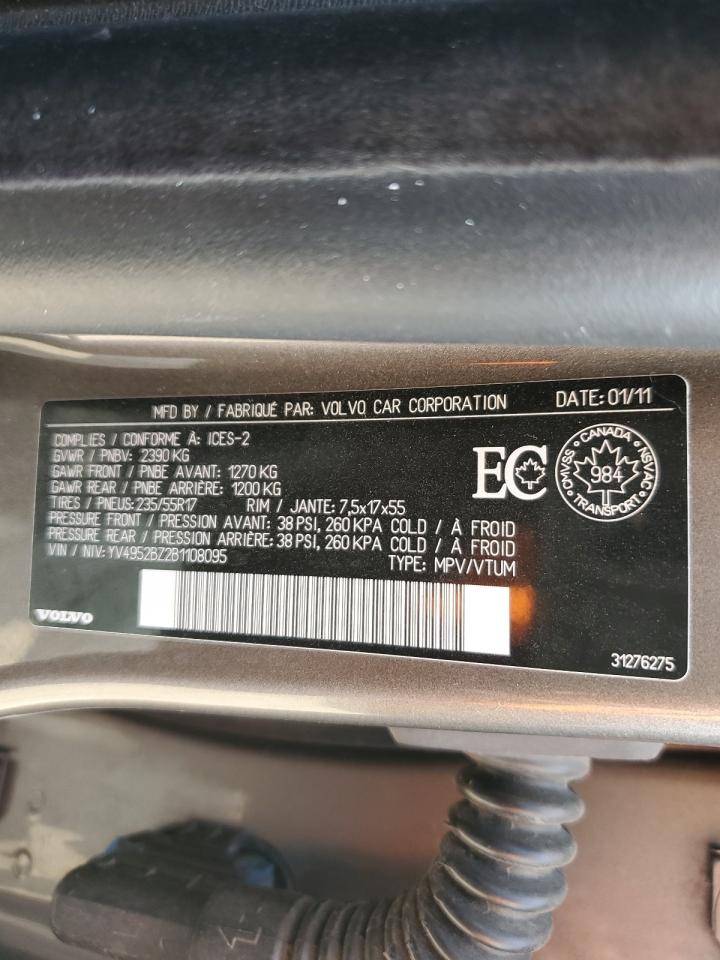 MFD BY / FABRIQUÉ PAR: VOLVO CAR CORPORATION DATE: 01/11
COMPLIES / CONFORME À: ICES-2
GVWR / PNBV: 2390 KG
GAWR FRONT / PNBE AVANT: 1270 KG
GAWR REAR / PNBE ARRIÈRE: 1200 KG
TIRES / PNEUS: 235/55R17 RIM / JANTE: 7,5x17x55
PRESSURE FRONT / PRESSION AVANT: 38 PSI, 260 KPA COLD / À FROID
PRESSURE REAR / PRESSION ARRIÈRE: 38 PSI, 260 KPA COLD / À FROID
VIN / NIV: YV4952BZ2B1108095 TYPE: MPV/VTUM
EC
CANADA
CMVSS 984 NSVAC
TRANSPORT
VOLVO
31276275